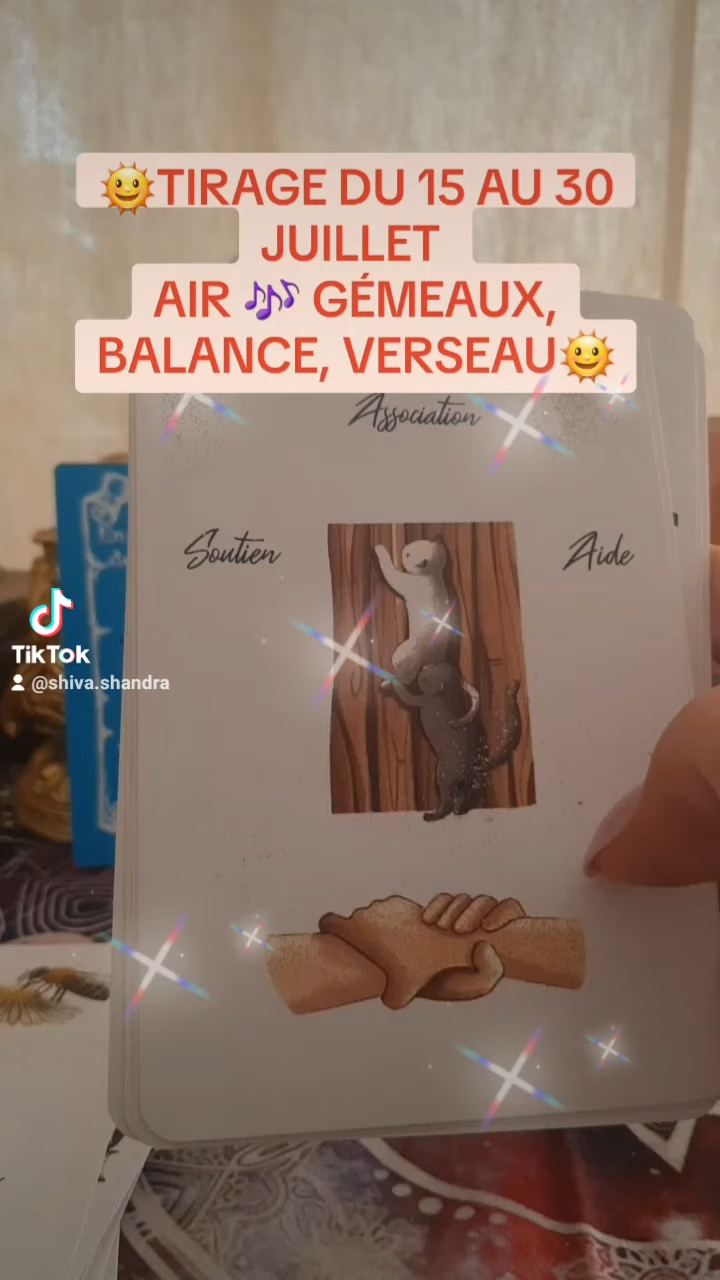 🌞TIRAGE DU 15 AU 30
JUILLET
AIR 🎶 GÉMEAUX,
BALANCE, VERSEAU🌞
Association
Soutien
Aide
TikTok
@shiva.shandra